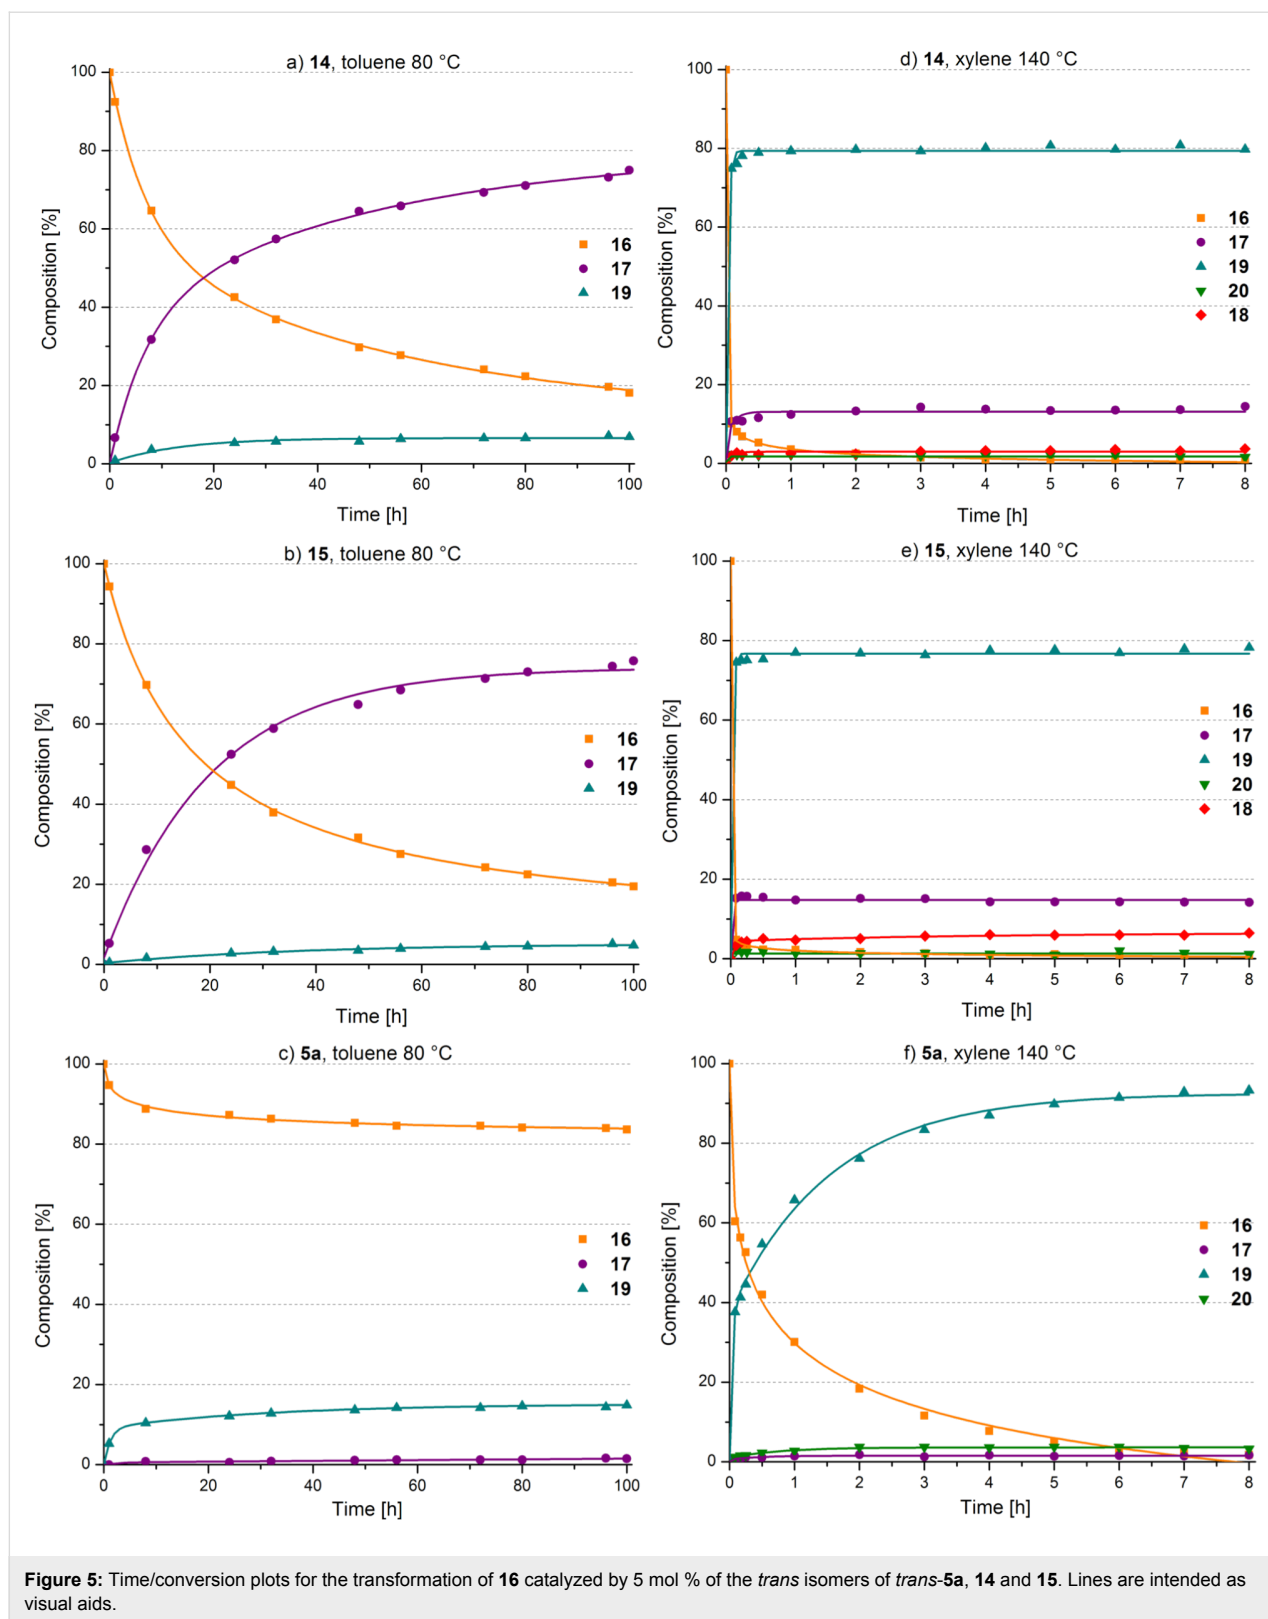 a) 14, toluene 80 °C
100
80
60
40
20
0
Composition [%]
16
17
19
0 20 40 60 80 100
Time [h]
d) 14, xylene 140 °C
100
80
60
40
20
0
Composition [%]
16
17
19
20
18
0 1 2 3 4 5 6 7 8
Time [h]
b) 15, toluene 80 °C
100
80
60
40
20
0
Composition [%]
16
17
19
0 20 40 60 80 100
Time [h]
e) 15, xylene 140 °C
100
80
60
40
20
0
Composition [%]
16
17
19
20
18
0 1 2 3 4 5 6 7 8
Time [h]
c) 5a, toluene 80 °C
100
80
60
40
20
0
Composition [%]
16
17
19
0 20 40 60 80 100
Time [h]
f) 5a, xylene 140 °C
100
80
60
40
20
0
Composition [%]
16
17
19
20
0 1 2 3 4 5 6 7 8
Time [h]
Figure 5: Time/conversion plots for the transformation of 16 catalyzed by 5 mol % of the trans isomers of trans-5a, 14 and 15. Lines are intended as
visual aids.